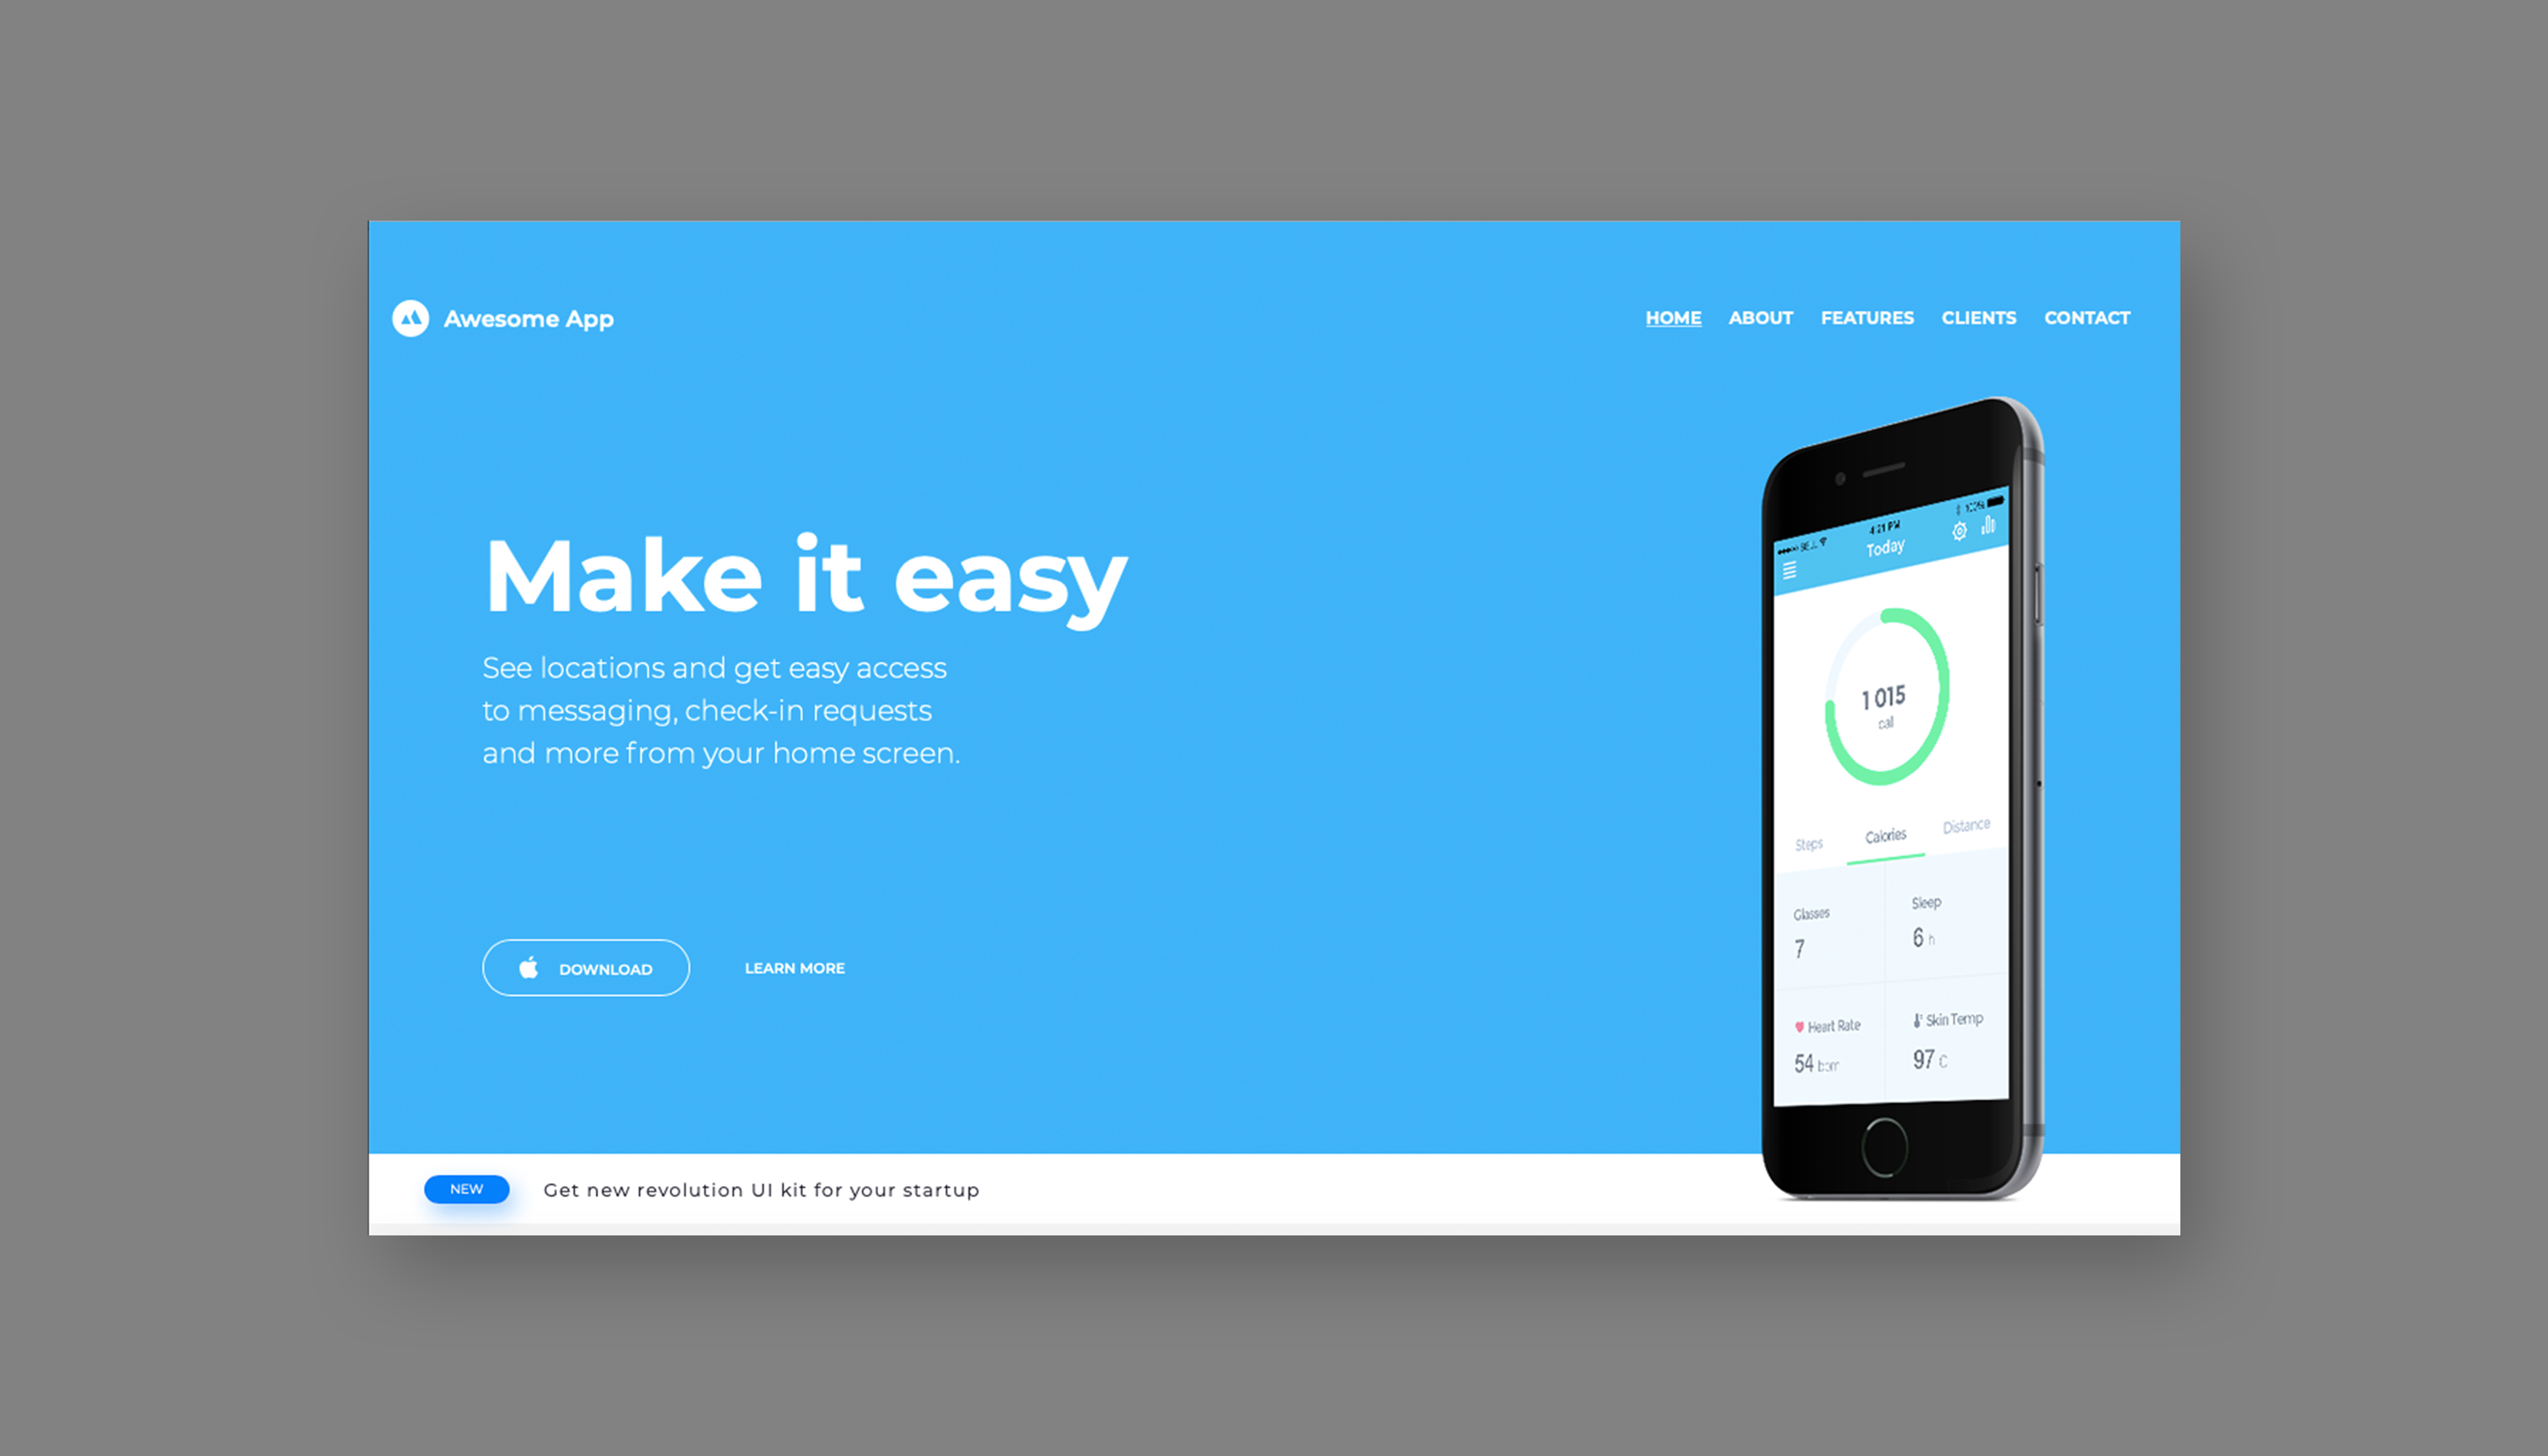 Awesome App
HOME ABOUT FEATURES CLIENTS CONTACT
Make it easy
See locations and get easy access
to messaging, check-in requests
and more from your home screen.
DOWNLOAD LEARN MORE
4:21 PM 100%
Today
1 015
cal
Steps Calories Distance
Glasses Sleep
7 6 h
Heart Rate Skin Temp
54 97 C
NEW Get new revolution UI kit for your startup